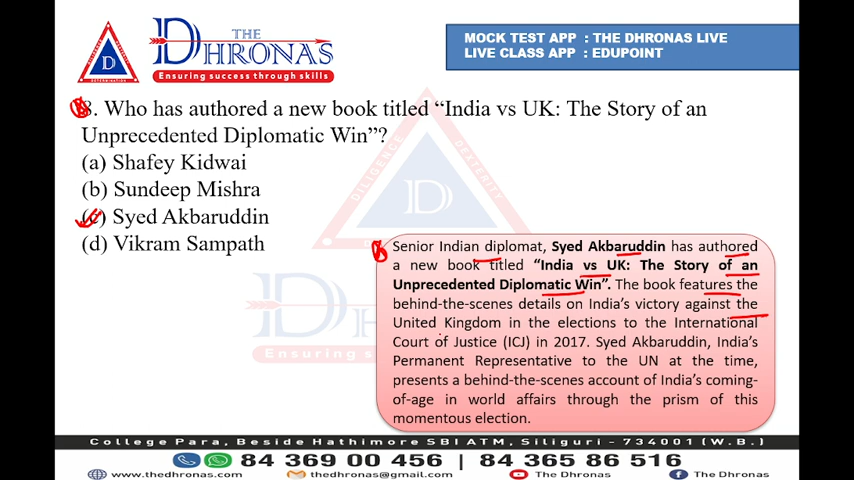 THE
DHRONAS
Ensuring success through skills
MOCK TEST APP : THE DHRONAS LIVE
LIVE CLASS APP : EDUPOINT
8. Who has authored a new book titled “India vs UK: The Story of an
Unprecedented Diplomatic Win”?
(a) Shafey Kidwai
(b) Sundeep Mishra
(c) Syed Akbaruddin
(d) Vikram Sampath
Senior Indian diplomat, Syed Akbaruddin has authored
a new book titled “India vs UK: The Story of an
Unprecedented Diplomatic Win”. The book features the
behind-the-scenes details on India’s victory against the
United Kingdom in the elections to the International
Court of Justice (ICJ) in 2017. Syed Akbaruddin, India’s
Permanent Representative to the UN at the time,
presents a behind-the-scenes account of India’s coming-
of-age in world affairs through the prism of this
momentous election.
DILIGENCE
DEXTERITY
D
Ensuring
College Para, Beside Hathimore SBI ATM, Siliguri - 734001 (W.B.)
84 369 00 456 | 84 365 86 516
www.thedhronas.com thedhronas@gmail.com The Dhronas The Dhronas